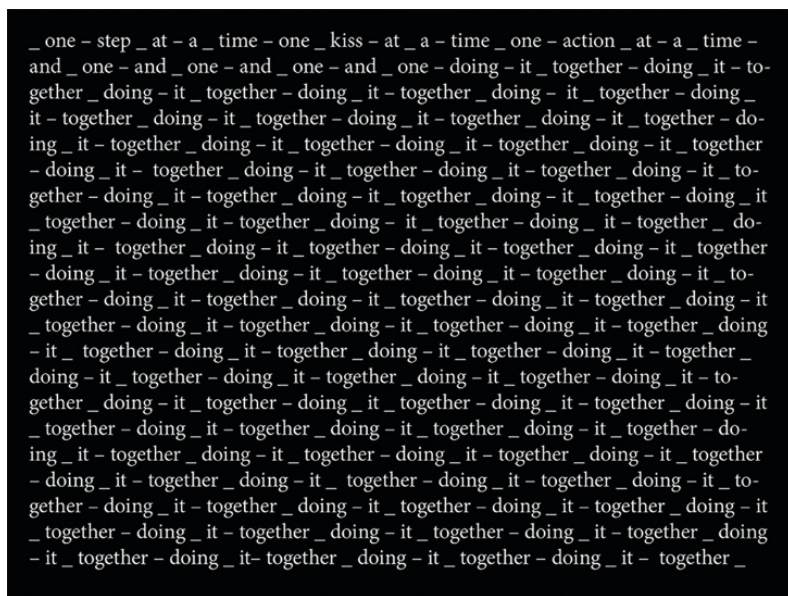 _ one – step _ at – a _ time – one _ kiss – at _ a – time _ one – action _ at – a _ time –
and _ one – and _ one – and _ one – and _ one – doing – it _ together – doing _ it – to-
gether _ doing – it _ together – doing _ it – together _ doing –  it _ together – doing _
it – together _ doing – it _ together – doing _ it – together _ doing – it _ together – do-
ing _ it – together _ doing – it _ together – doing _ it – together _ doing – it _ together
– doing _ it –  together _ doing – it _ together – doing _ it – together _ doing – it _ to-
gether – doing _ it – together _ doing – it _ together _ doing – it _ together – doing _ it
_ together – doing _ it – together _ doing –  it _ together – doing _  it – together _  do-
ing _ it –  together _ doing – it _ together – doing _ it – together _ doing – it _ together
– doing _ it – together _ doing – it _ together – doing _ it – together _ doing – it _ to-
gether – doing _ it – together _ doing – it _ together – doing _ it – together _ doing – it
_ together – doing _ it – together _ doing – it _ together – doing _ it – together _ doing
– it _  together – doing _ it – together _ doing – it _ together – doing _ it – together _
doing – it _ together – doing _ it – together _ doing – it _ together – doing _ it – to-
gether _ doing – it _ together – doing _ it – together _ doing – it _ together _ doing – it
_ together – doing _ it – together _ doing – it _ together _ doing – it _ together – do-
ing _ it – together _ doing – it _ together – doing _ it – together _ doing – it _ together
– doing _ it – together _ doing – it _  together – doing _ it – together _ doing – it _ to-
gether – doing _ it – together _ doing – it _ together – doing _ it – together _ doing – it
_ together – doing _ it – together _ doing – it _ together – doing _ it – together _ doing
– it _ together – doing _ it– together _ doing – it _ together – doing _ it –  together _